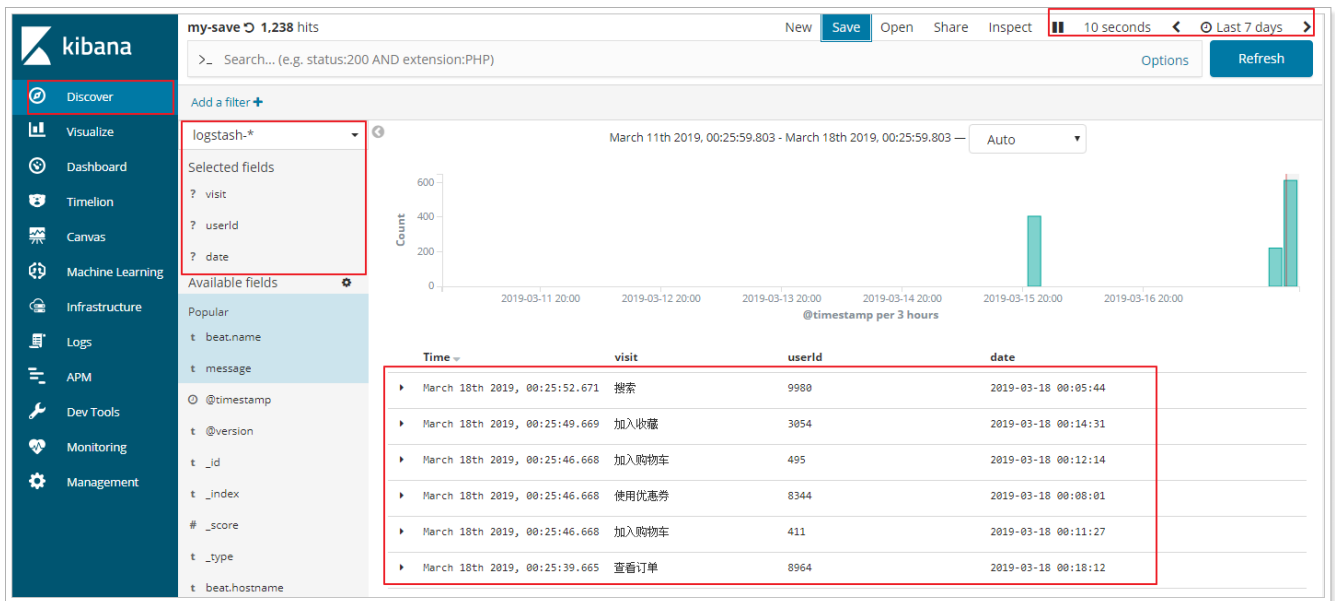 kibana
Discover
Visualize
Dashboard
Timelion
Canvas
Machine Learning
Infrastructure
Logs
APM
Dev Tools
Monitoring
Management
my-save 1,238 hits
New Save Open Share Inspect 10 seconds Last 7 days
>_ Search... (e.g. status:200 AND extension:PHP) Options Refresh
Add a filter +
logstash-*
Selected fields
? visit
? userId
? date
Available fields
Popular
t beat.name
t message
@timestamp
t @version
t _id
t _index
# _score
t _type
t beat.hostname
March 11th 2019, 00:25:59.803 - March 18th 2019, 00:25:59.803 — Auto
Count
600
400
200
0
2019-03-11 20:00 2019-03-12 20:00 2019-03-13 20:00 2019-03-14 20:00 2019-03-15 20:00 2019-03-16 20:00
@timestamp per 3 hours
Time visit userId date
March 18th 2019, 00:25:52.671 搜索 9980 2019-03-18 00:05:44
March 18th 2019, 00:25:49.669 加入收藏 3054 2019-03-18 00:14:31
March 18th 2019, 00:25:46.668 加入购物车 495 2019-03-18 00:12:14
March 18th 2019, 00:25:46.668 使用优惠券 8344 2019-03-18 00:08:01
March 18th 2019, 00:25:46.668 加入购物车 411 2019-03-18 00:11:27
March 18th 2019, 00:25:39.665 查看订单 8964 2019-03-18 00:18:12